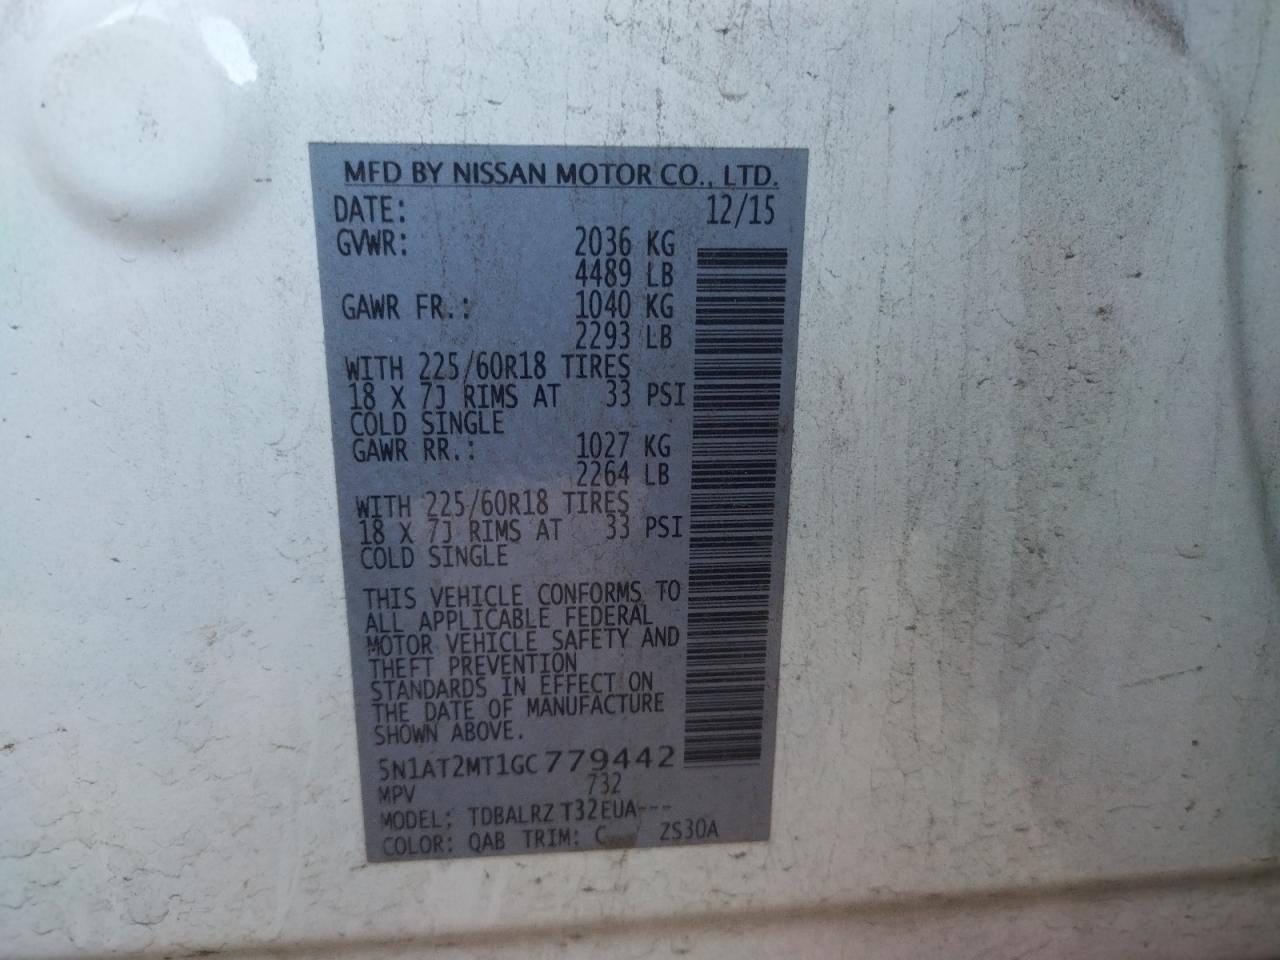 MFD BY NISSAN MOTOR CO., LTD.
DATE: 12/15
GVWR: 2036 KG
4489 LB
GAWR FR.: 1040 KG
2293 LB
WITH 225/60R18 TIRES
18 X 7J RIMS AT 33 PSI
COLD SINGLE
GAWR RR.: 1027 KG
2264 LB
WITH 225/60R18 TIRES
18 X 7J RIMS AT 33 PSI
COLD SINGLE
THIS VEHICLE CONFORMS TO
ALL APPLICABLE FEDERAL
MOTOR VEHICLE SAFETY AND
THEFT PREVENTION
STANDARDS IN EFFECT ON
THE DATE OF MANUFACTURE
SHOWN ABOVE.
5N1AT2MT1GC779442
MPV 732
MODEL: TDBALRZ T32EUA---
COLOR: QAB TRIM: C ZS30A